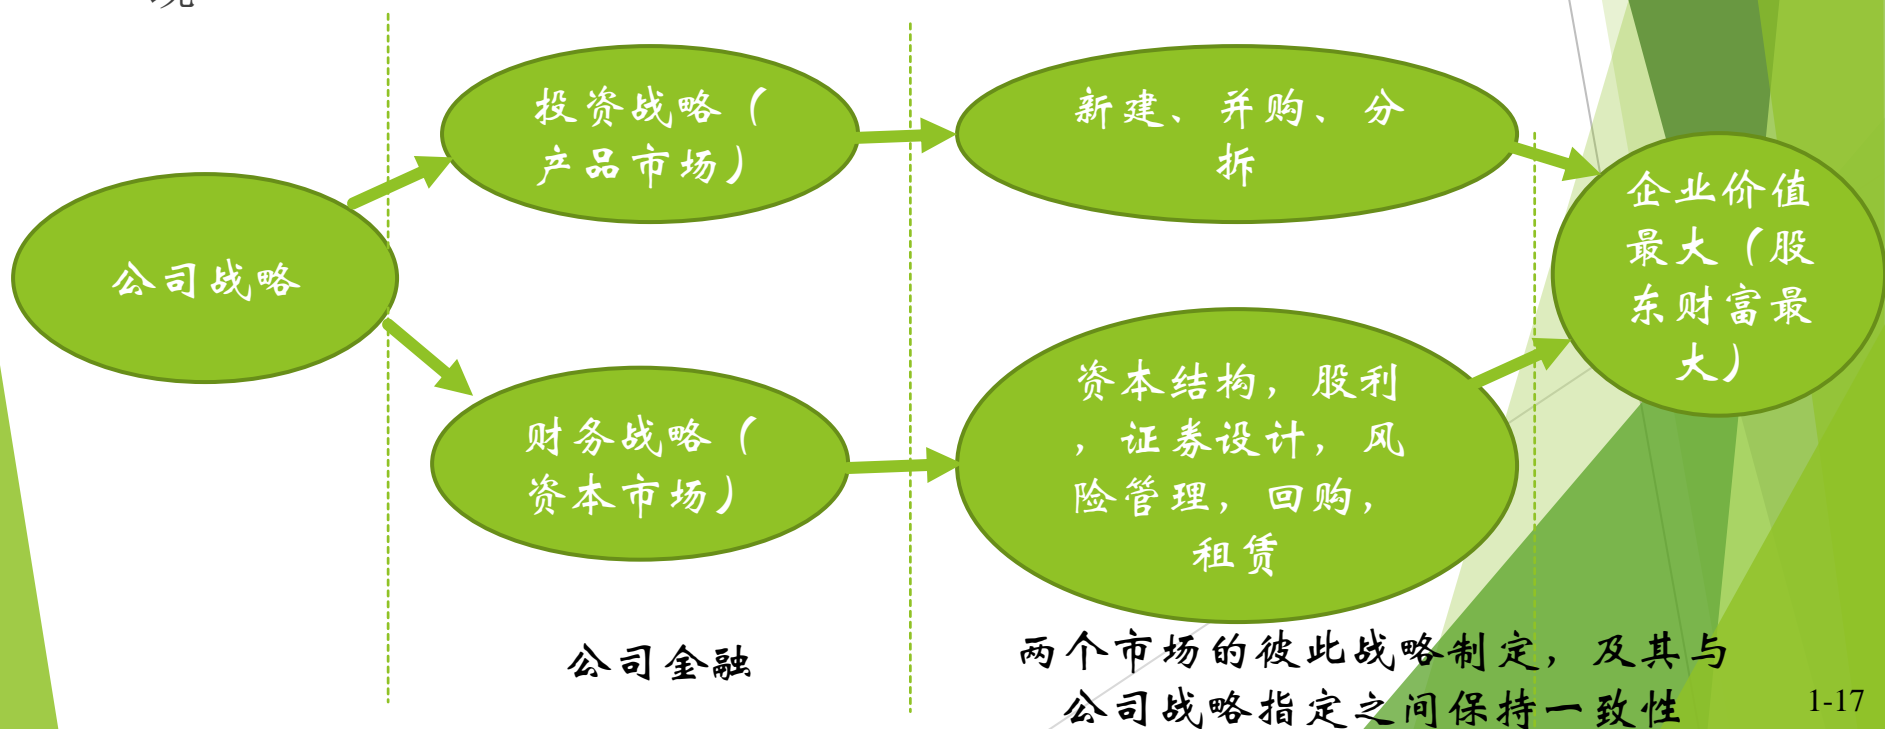 公司战略
投资战略（
产品市场）
财务战略（
资本市场）
公司金融
新建、并购、分
拆
资本结构，股利
，证券设计，风
险管理，回购，
租赁
两个市场的彼此战略制定，及其与
公司战略指定之间保持一致性
企业价值
最大（股
东财富最
大）
1-17